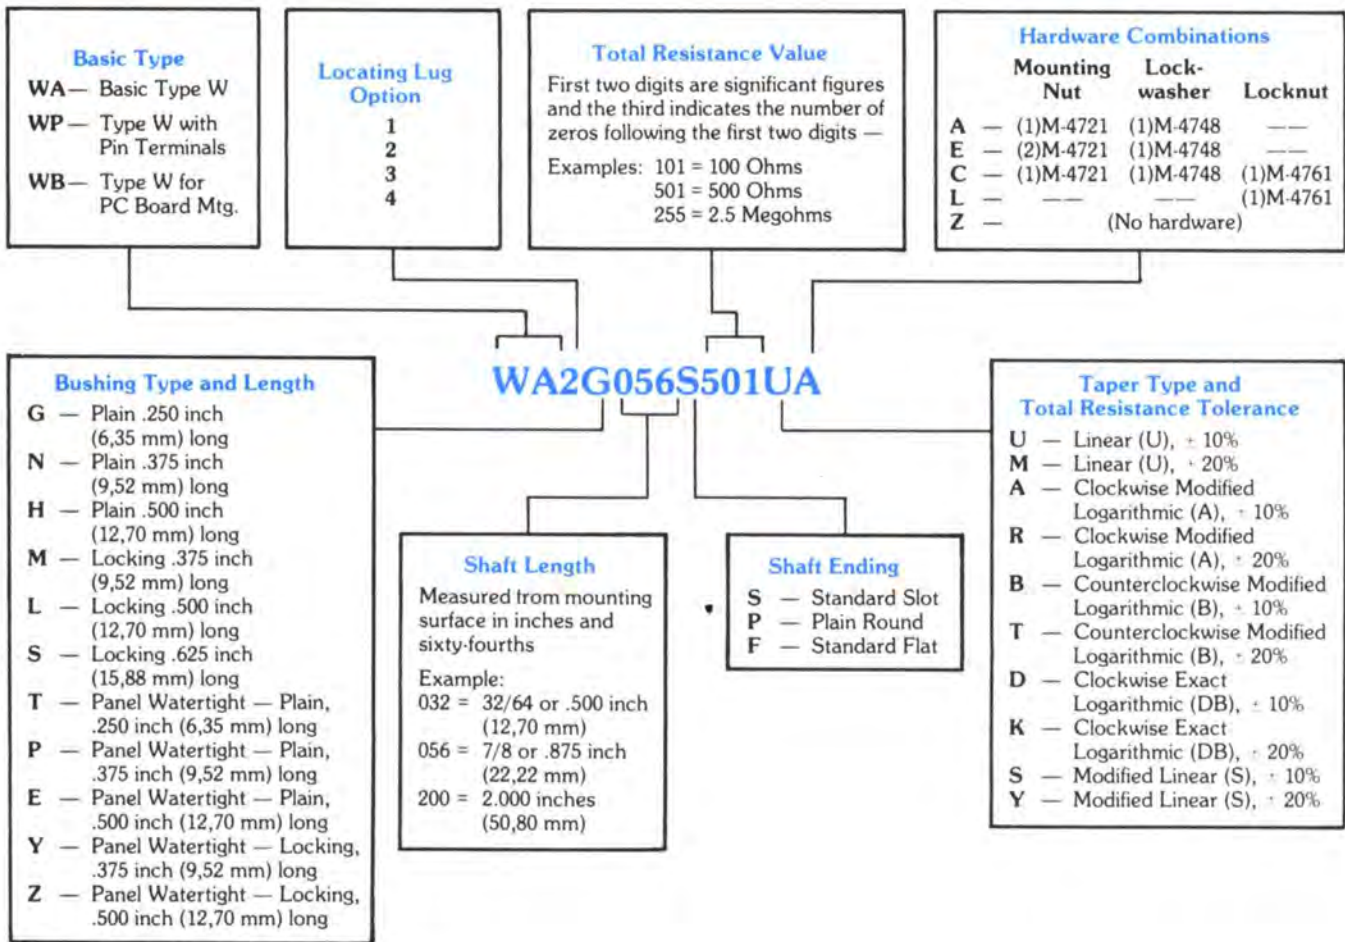 Basic Type
WA — Basic Type W
WP — Type W with
Pin Terminals
WB — Type W for
PC Board Mtg.
Locating Lug
Option
1
2
3
4
Total Resistance Value
First two digits are significant figures
and the third indicates the number of
zeros following the first two digits —
Examples: 101 = 100 Ohms
501 = 500 Ohms
255 = 2.5 Megohms
Hardware Combinations
Mounting Lock-
Nut washer Locknut
A — (1)M-4721 (1)M-4748 ——
E — (2)M-4721 (1)M-4748 ——
C — (1)M-4721 (1)M-4748 (1)M-4761
L — —— —— (1)M-4761
Z — (No hardware)
WA2G056S501UA
Bushing Type and Length
G — Plain .250 inch
(6,35 mm) long
N — Plain .375 inch
(9,52 mm) long
H — Plain .500 inch
(12,70 mm) long
M — Locking .375 inch
(9,52 mm) long
L — Locking .500 inch
(12,70 mm) long
S — Locking .625 inch
(15,88 mm) long
T — Panel Watertight — Plain,
.250 inch (6,35 mm) long
P — Panel Watertight — Plain,
.375 inch (9,52 mm) long
E — Panel Watertight — Plain,
.500 inch (12,70 mm) long
Y — Panel Watertight — Locking,
.375 inch (9,52 mm) long
Z — Panel Watertight — Locking,
.500 inch (12,70 mm) long
Shaft Length
Measured from mounting
surface in inches and
sixty-fourths
Example:
032 = 32/64 or .500 inch
(12,70 mm)
056 = 7/8 or .875 inch
(22,22 mm)
200 = 2.000 inches
(50,80 mm)
Shaft Ending
S — Standard Slot
P — Plain Round
F — Standard Flat
Taper Type and
Total Resistance Tolerance
U — Linear (U), ± 10%
M — Linear (U), ± 20%
A — Clockwise Modified
Logarithmic (A), ± 10%
R — Clockwise Modified
Logarithmic (A), ± 20%
B — Counterclockwise Modified
Logarithmic (B), ± 10%
T — Counterclockwise Modified
Logarithmic (B), ± 20%
D — Clockwise Exact
Logarithmic (DB), ± 10%
K — Clockwise Exact
Logarithmic (DB), ± 20%
S — Modified Linear (S), ± 10%
Y — Modified Linear (S), ± 20%